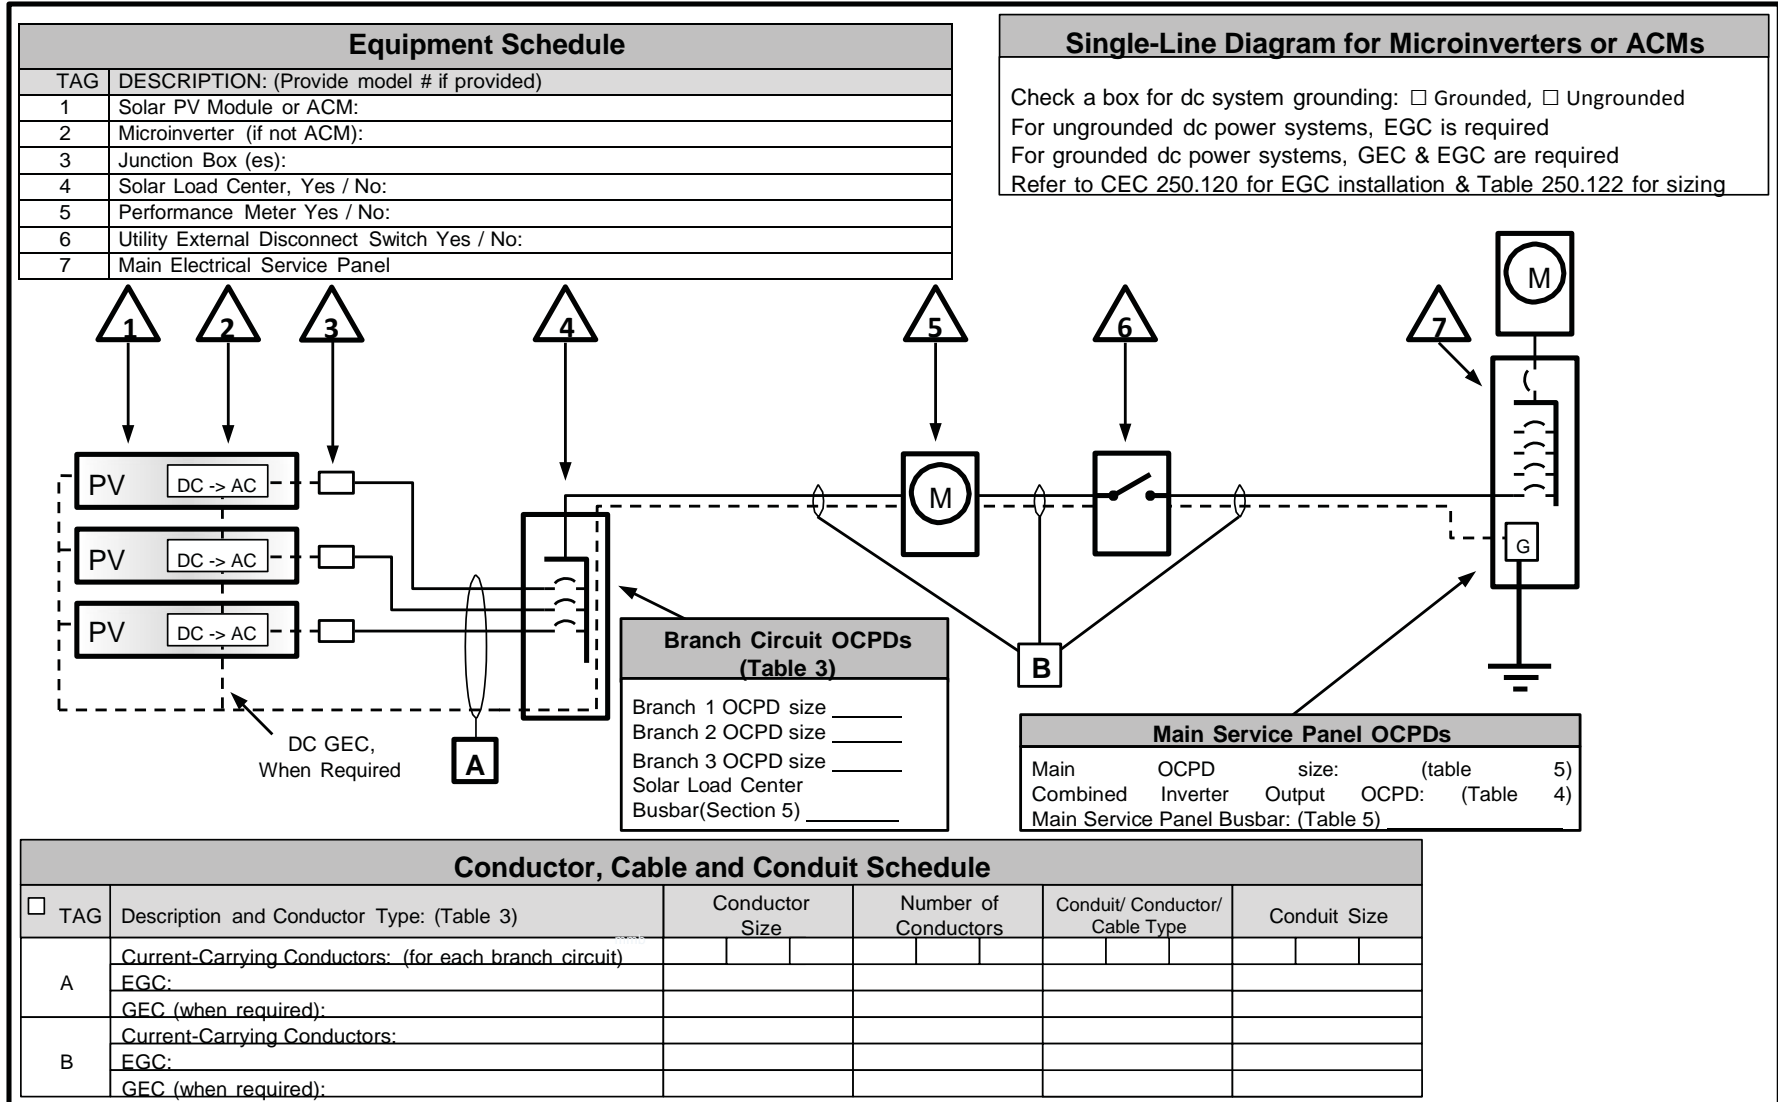 Equipment Schedule
TAG DESCRIPTION: (Provide model # if provided)
1 Solar PV Module or ACM:
2 Microinverter (if not ACM):
3 Junction Box (es):
4 Solar Load Center, Yes / No:
5 Performance Meter Yes / No:
6 Utility External Disconnect Switch Yes / No:
7 Main Electrical Service Panel
Single-Line Diagram for Microinverters or ACMs
Check a box for dc system grounding: ☐ Grounded, ☐ Ungrounded
For ungrounded dc power systems, EGC is required
For grounded dc power systems, GEC & EGC are required
Refer to CEC 250.120 for EGC installation & Table 250.122 for sizing
1 2 3 4 5 6 7
M
PV DC -> AC
PV DC -> AC
PV DC -> AC
M
G
A
B
DC GEC,
When Required
Branch Circuit OCPDs
(Table 3)
Branch 1 OCPD size ______
Branch 2 OCPD size ______
Branch 3 OCPD size ______
Solar Load Center
Busbar(Section 5) ________
Main Service Panel OCPDs
Main OCPD size: (table 5)
Combined Inverter Output OCPD: (Table 4)
Main Service Panel Busbar: (Table 5) ________________
Conductor, Cable and Conduit Schedule
☐ TAG
Description and Conductor Type: (Table 3)
Conductor
Size
Number of
Conductors
Conduit/ Conductor/
Cable Type
Conduit Size
A
Current-Carrying Conductors: (for each branch circuit)
EGC:
GEC (when required):
B
Current-Carrying Conductors:
EGC:
GEC (when required):